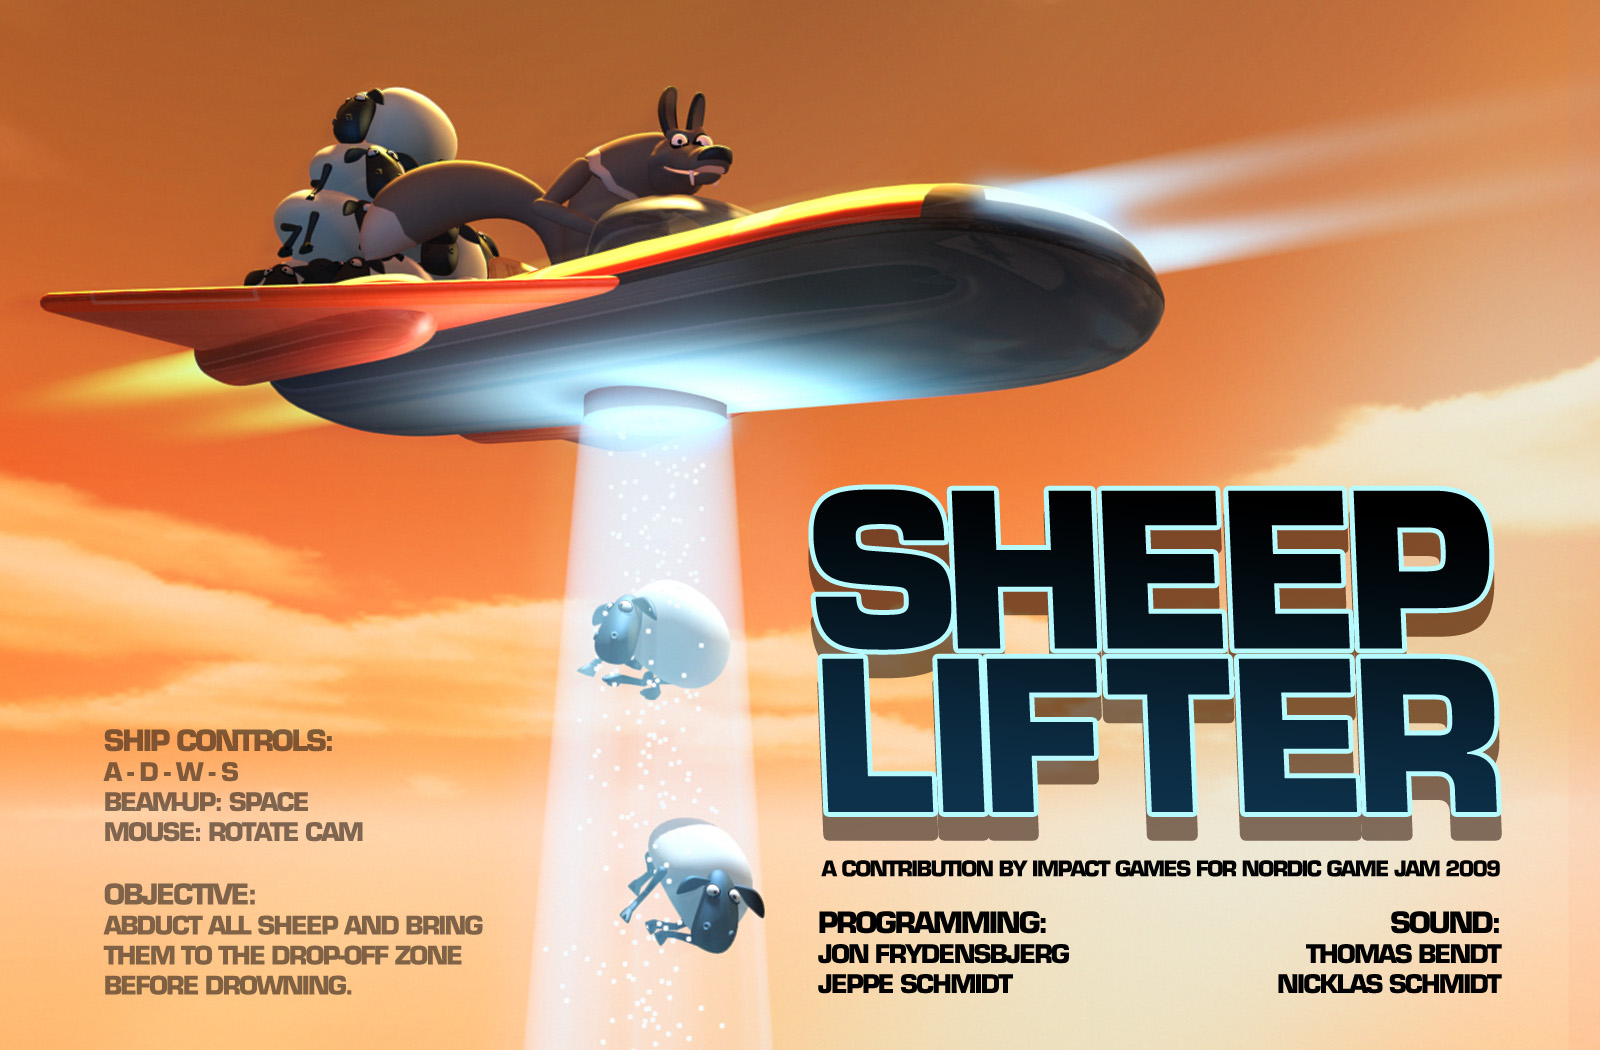 SHEEP
LIFTER
A CONTRIBUTION BY IMPACT GAMES FOR NORDIC GAME JAM 2009
SHIP CONTROLS:
A - D - W - S
BEAM-UP: SPACE
MOUSE: ROTATE CAM
OBJECTIVE:
ABDUCT ALL SHEEP AND BRING
THEM TO THE DROP-OFF ZONE
BEFORE DROWNING.
PROGRAMMING:
JON FRYDENSBJERG
JEPPE SCHMIDT
SOUND:
THOMAS BENDT
NICKLAS SCHMIDT